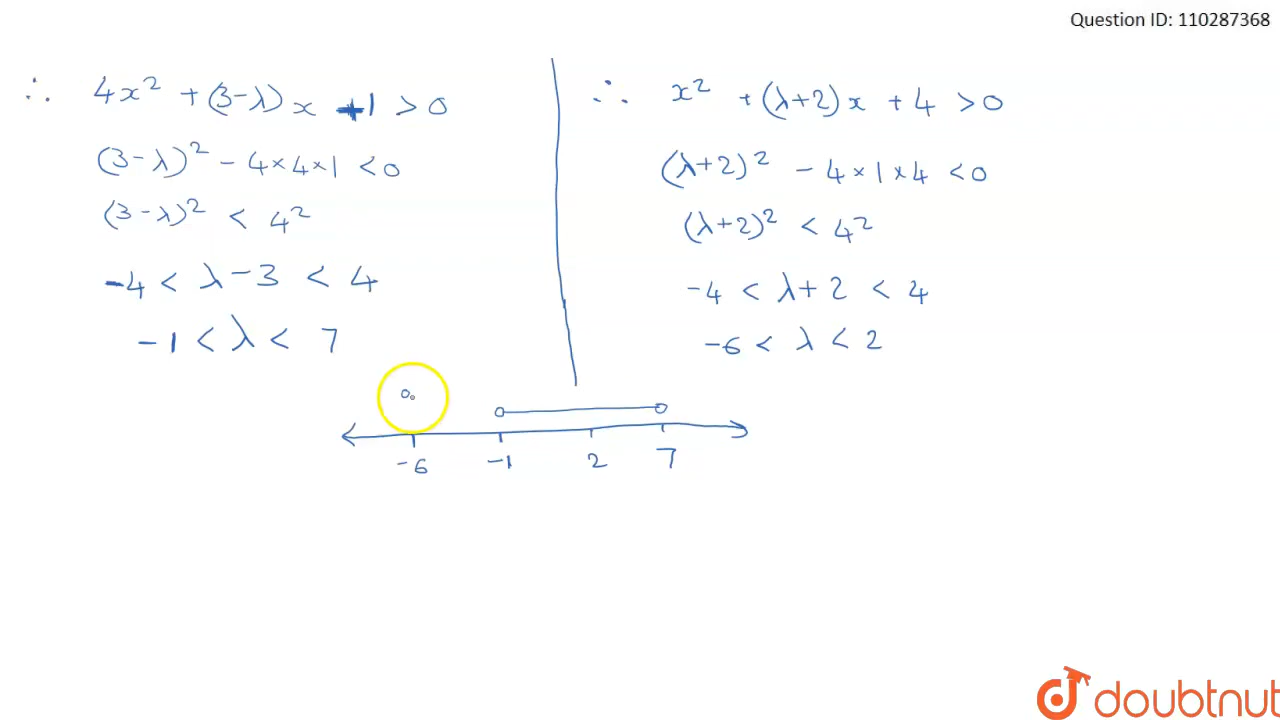 Question ID: 110287368
∴ 4x² + (3-λ)x +1 > 0
(3-λ)² - 4×4×1 < 0
(3-λ)² < 4²
-4 < λ-3 < 4
-1 < λ < 7
∴ x² + (λ+2)x + 4 > 0
(λ+2)² - 4×1×4 < 0
(λ+2)² < 4²
-4 < λ+2 < 4
-6 < λ < 2
-6 -1 2 7
doubtnut